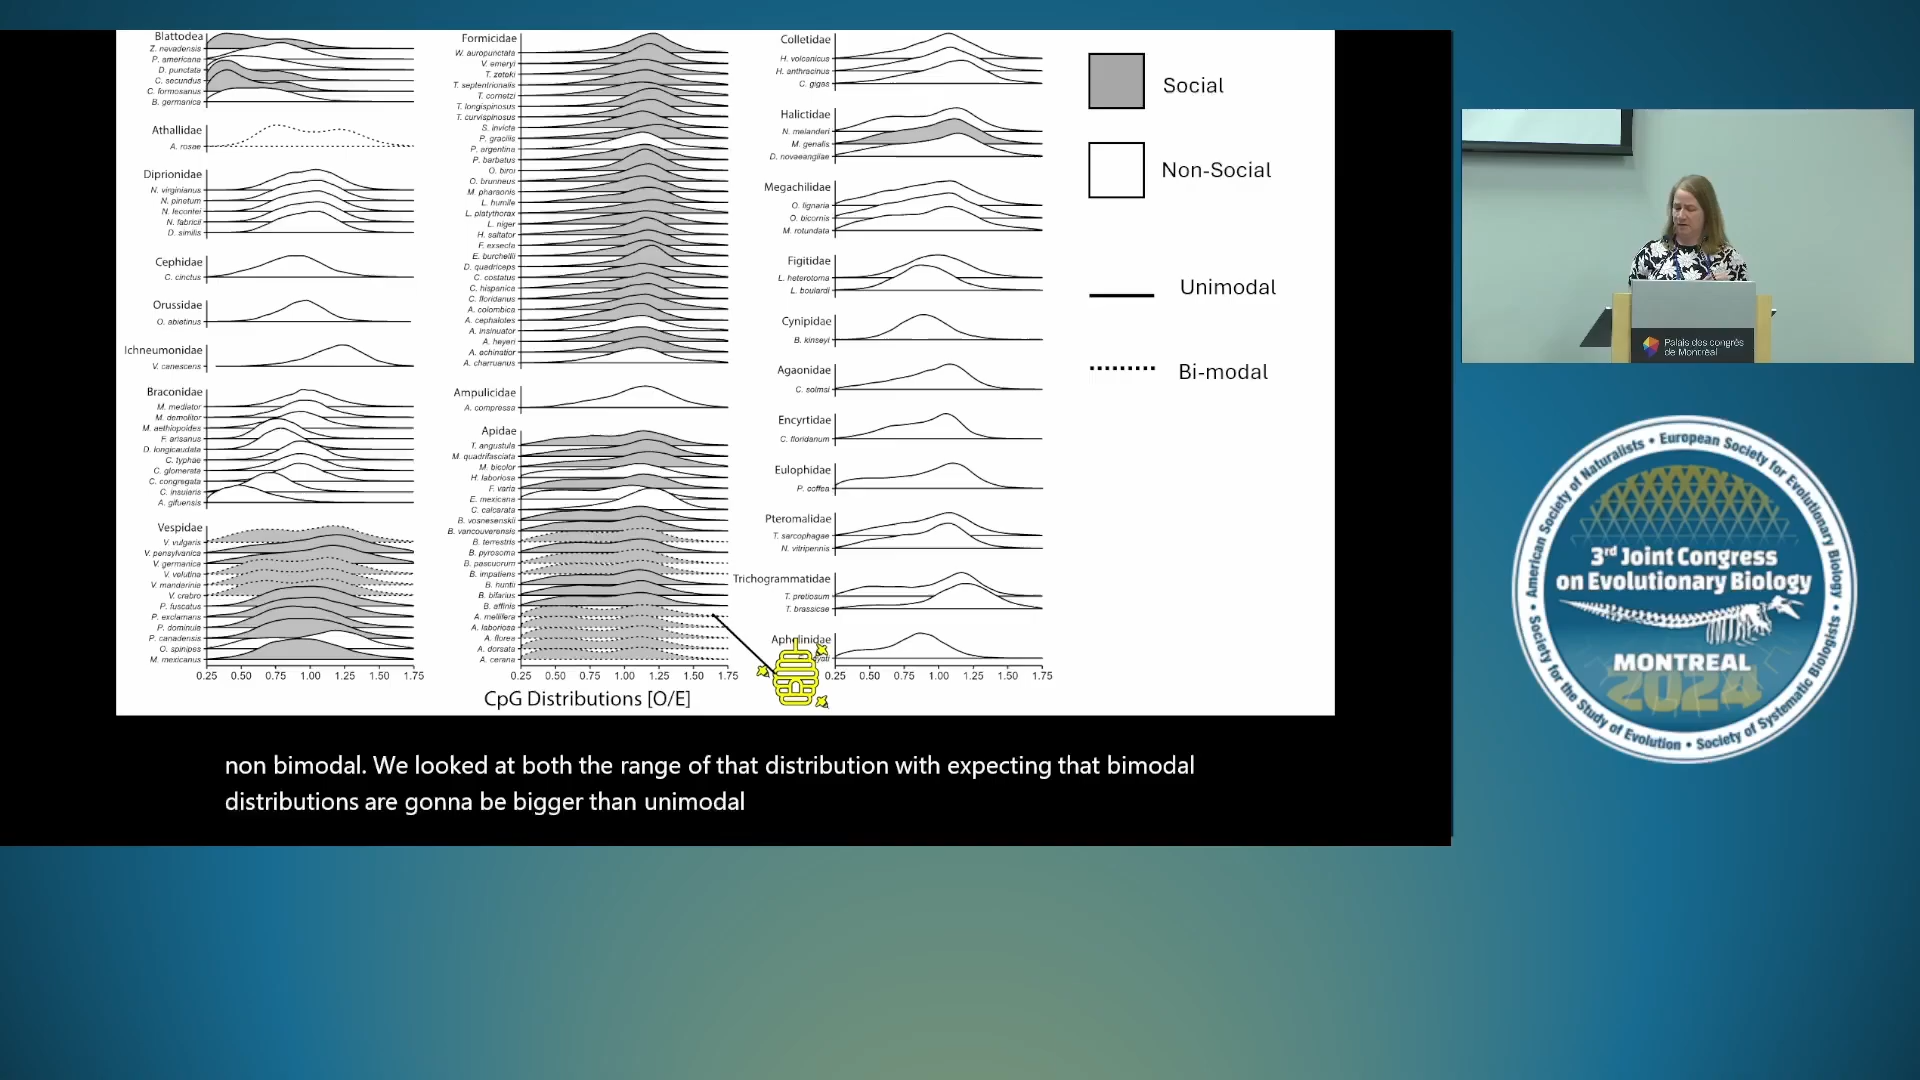 Blattodea
Z. nevadensis
P. americana
D. punctata
C. secundus
C. formosanus
B. germanica
Athallidae
A. rosae
Diprionidae
N. virginianus
N. pinetum
N. lecontei
N. fabricii
D. similis
Cephidae
C. cinctus
Orussidae
O. abietinus
Ichneumonidae
V. canescens
Braconidae
M. mediator
M. demolitor
M. aethiopoides
F. arisanus
D. longicaudata
C. typhae
C. glomerata
C. congregata
C. insularis
A. gifuensis
Vespidae
V. vulgaris
V. pensylvanica
V. germanica
V. velutina
V. mandarinia
V. crabro
P. fuscatus
P. exclamans
P. dominula
P. canadensis
O. spinipes
M. mexicanus
0.25 0.50 0.75 1.00 1.25 1.50 1.75
Formicidae
W. auropunctata
V. emeryi
T. zeteki
T. septentrionalis
T. cornetzi
T. longispinosus
T. curvispinosus
S. invicta
P. gracilis
P. argentina
P. barbatus
O. biroi
O. brunneus
M. pharaonis
L. humile
L. platythorax
L. niger
H. saltator
F. exsecta
E. burchellii
D. quadriceps
C. costatus
C. hispanica
C. floridanus
A. colombica
A. cephalotes
A. insinuator
A. heyeri
A. echinatior
A. charruanus
Ampulicidae
A. compressa
Apidae
T. angustula
M. quadrifasciata
M. bicolor
H. laboriosa
F. varia
E. mexicana
C. calcarata
B. vosnesenskii
B. vancouverensis
B. terrestris
B. pyrosoma
B. pascuorum
B. impatiens
B. huntii
B. bifarius
B. affinis
A. mellifera
A. laboriosa
A. florea
A. dorsata
A. cerana
0.25 0.50 0.75 1.00 1.25 1.50 1.75
CpG Distributions [O/E]
Colletidae
H. volcanicus
H. anthracinus
C. gigas
Halictidae
N. melanderi
M. genalis
D. novaeangliae
Megachilidae
O. lignaria
O. bicornis
M. rotundata
Figitidae
L. heterotoma
L. boulardi
Cynipidae
B. kinseyi
Agaonidae
C. solmsi
Encyrtidae
C. floridanum
Eulophidae
P. coffea
Pteromalidae
T. sarcophagae
N. vitripennis
Trichogrammatidae
T. pretiosum
T. brassicae
Aphelinidae
0.25 0.50 0.75 1.00 1.25 1.50 1.75
Social
Non-Social
Unimodal
Bi-modal
non bimodal. We looked at both the range of that distribution with expecting that bimodal
distributions are gonna be bigger than unimodal
Palais des congrès
de Montréal
American Society of Naturalists • European Society for Evolutionary Biology •
Society for the Study of Evolution • Society of Systematic Biologists
3rd Joint Congress
on Evolutionary Biology
MONTREAL
2024